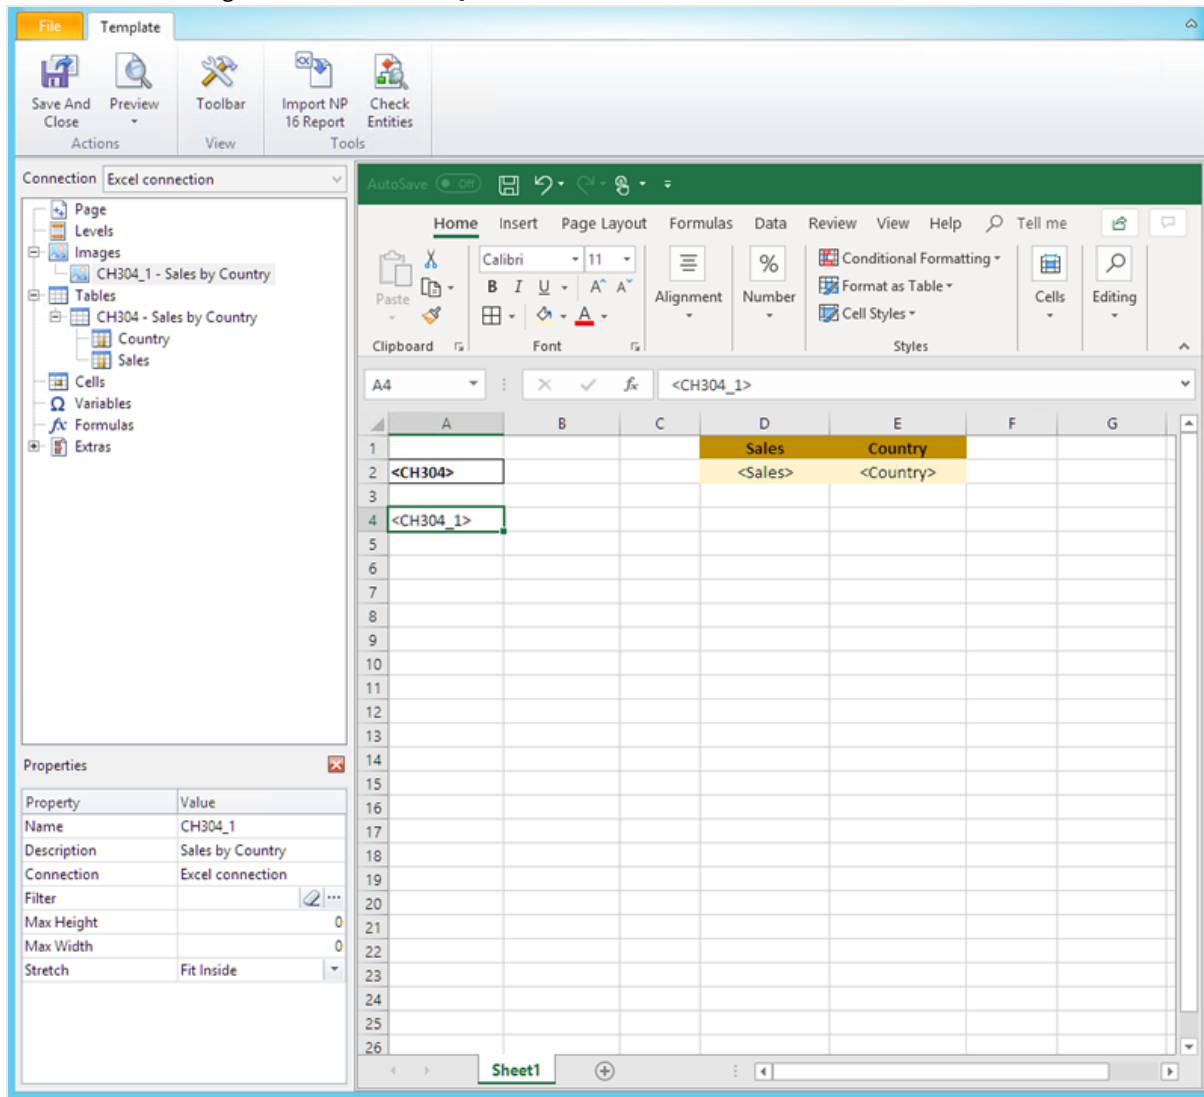 File Template
Save And Close Preview Toolbar Import NP 16 Report Check Entities
Actions View Tools
Connection Excel connection
Page
Levels
Images
CH304_1 - Sales by Country
Tables
CH304 - Sales by Country
Country
Sales
Cells
Variables
Formulas
Extras
Properties
Property Value
Name CH304_1
Description Sales by Country
Connection Excel connection
Filter
Max Height 0
Max Width 0
Stretch Fit Inside
AutoSave Off
Home Insert Page Layout Formulas Data Review View Help Tell me
Calibri 11
Paste
B I U A A A
Alignment
%
Number
Conditional Formatting
Format as Table
Cell Styles
Cells
Editing
Clipboard Font Styles
A4 fx <CH304_1>
A B C D E F G
1 Sales Country
2 <CH304> <Sales> <Country>
3
4 <CH304_1>
5
6
7
8
9
10
11
12
13
14
15
16
17
18
19
20
21
22
23
24
25
26
Sheet1